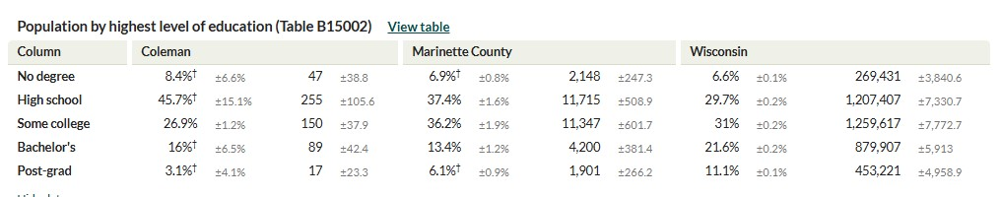 Population by highest level of education (Table B15002) View table
Column Coleman Marinette County Wisconsin
No degree 8.4%† ±6.6% 47 ±38.8 6.9%† ±0.8% 2,148 ±247.3 6.6% ±0.1% 269,431 ±3,840.6
High school 45.7%† ±15.1% 255 ±105.6 37.4% ±1.6% 11,715 ±508.9 29.7% ±0.2% 1,207,407 ±7,330.7
Some college 26.9% ±1.2% 150 ±37.9 36.2% ±1.9% 11,347 ±601.7 31% ±0.2% 1,259,617 ±7,772.7
Bachelor's 16%† ±6.5% 89 ±42.4 13.4% ±1.2% 4,200 ±381.4 21.6% ±0.2% 879,907 ±5,913
Post-grad 3.1%† ±4.1% 17 ±23.3 6.1%† ±0.9% 1,901 ±266.2 11.1% ±0.1% 453,221 ±4,958.9